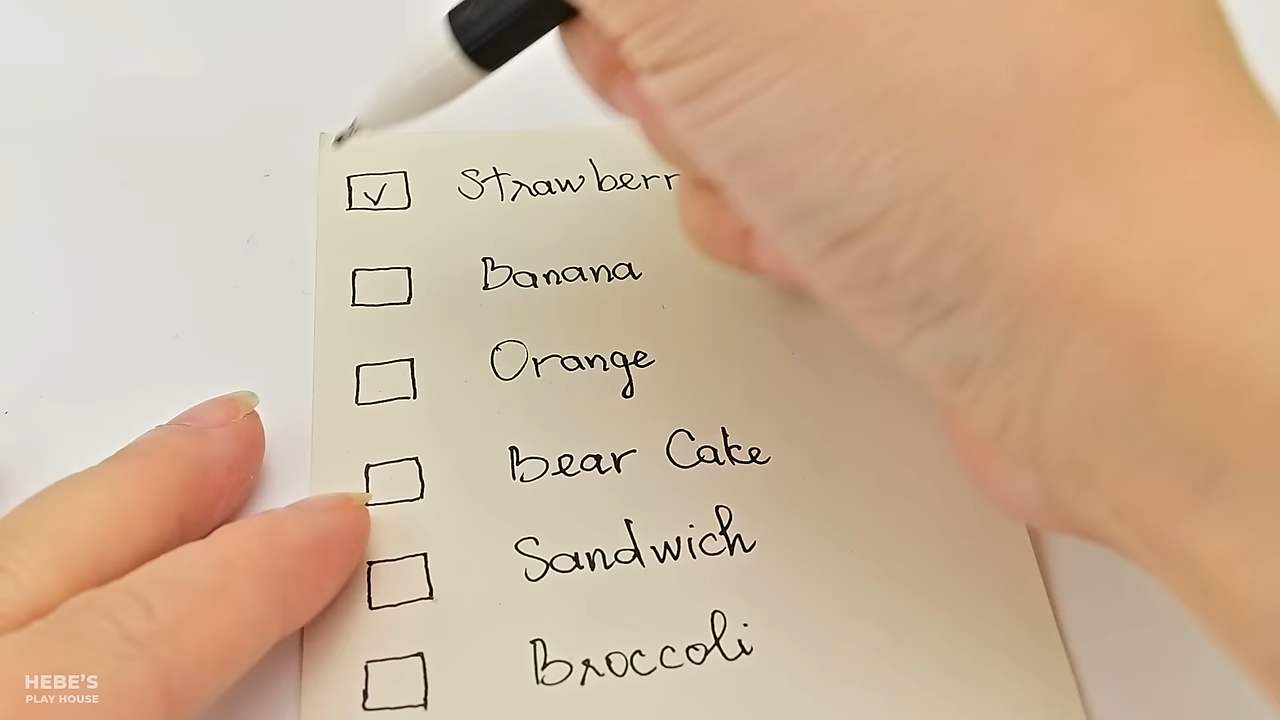 Strawberr
Banana
Orange
Bear Cake
Sandwich
Broccoli
HEBE'S
PLAY HOUSE